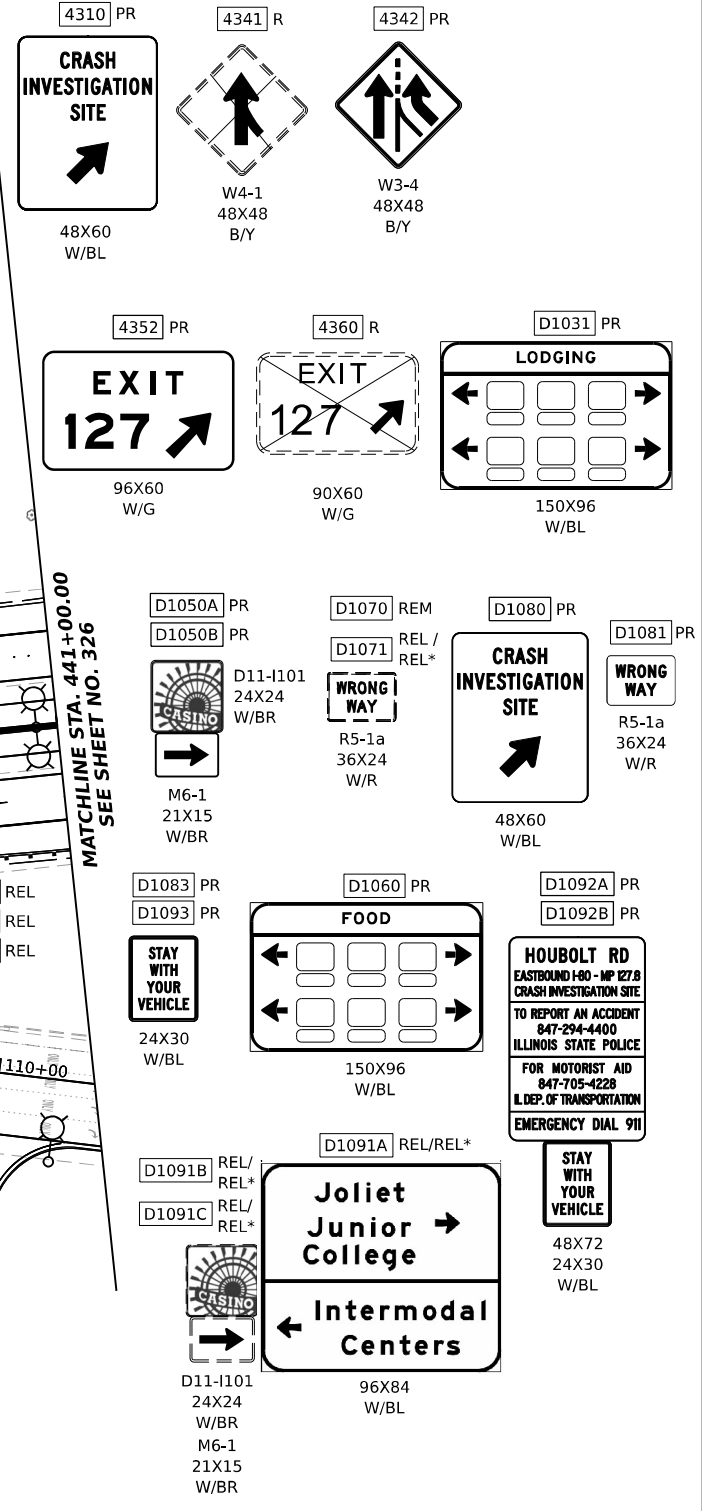 4310 PR
CRASH
INVESTIGATION
SITE
48X60
W/BL
4341 R
W4-1
48X48
B/Y
4342 PR
W3-4
48X48
B/Y
4352 PR
EXIT
127
96X60
W/G
4360 R
EXIT
127
90X60
W/G
D1031 PR
LODGING
150X96
W/BL
MATCHLINE STA. 441+00.00
SEE SHEET NO. 326
D1050A PR
D1050B PR
CASINO
D11-I101
24X24
W/BR
M6-1
21X15
W/BR
D1070 REM
D1071 REL /
REL*
WRONG
WAY
R5-1a
36X24
W/R
D1080 PR
CRASH
INVESTIGATION
SITE
48X60
W/BL
D1081 PR
WRONG
WAY
R5-1a
36X24
W/R
REL
REL
REL
D1083 PR
D1093 PR
STAY
WITH
YOUR
VEHICLE
24X30
W/BL
D1060 PR
FOOD
150X96
W/BL
D1092A PR
D1092B PR
HOUBOLT RD
EASTBOUND I-80 - MP 127.8
CRASH INVESTIGATION SITE
TO REPORT AN ACCIDENT
847-294-4400
ILLINOIS STATE POLICE
FOR MOTORIST AID
847-705-4228
IL DEP. OF TRANSPORTATION
EMERGENCY DIAL 911
STAY
WITH
YOUR
VEHICLE
48X72
24X30
W/BL
1110+00
ONLY
D1091B REL/
REL*
D1091C REL/
REL*
CASINO
D11-I101
24X24
W/BR
M6-1
21X15
W/BR
D1091A REL/REL*
Joliet
Junior
College
Intermodal
Centers
96X84
W/BL